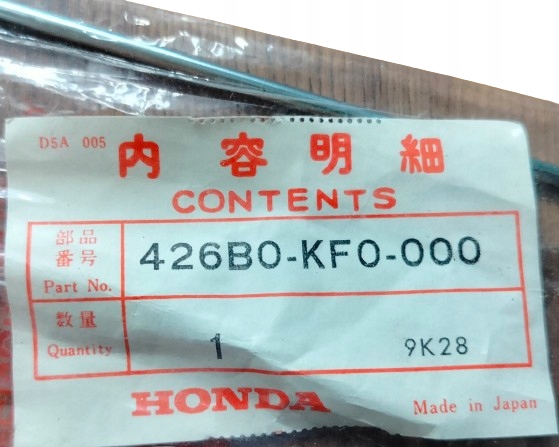 D5A 005
内容明細
CONTENTS
部品
番号
Part No.
426B0-KF0-000
数量
Quantity
1
9K28
HONDA
Made in Japan